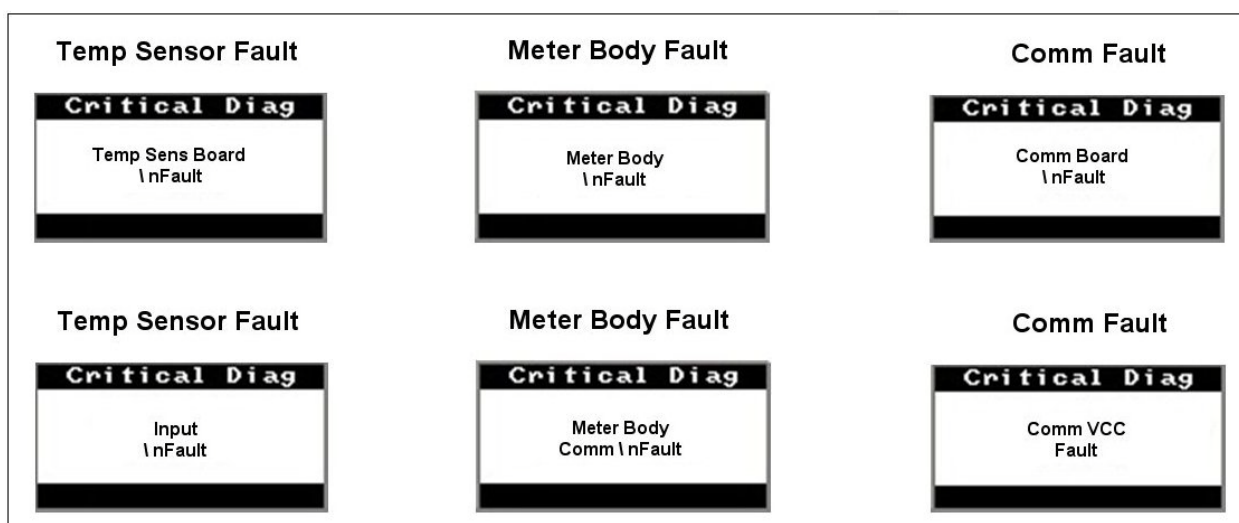 Temp Sensor Fault
Meter Body Fault
Comm Fault
Critical Diag
Temp Sens Board
\ nFault
Critical Diag
Meter Body
\ nFault
Critical Diag
Comm Board
\ nFault
Temp Sensor Fault
Meter Body Fault
Comm Fault
Critical Diag
Input
\ nFault
Critical Diag
Meter Body
Comm \ nFault
Critical Diag
Comm VCC
Fault